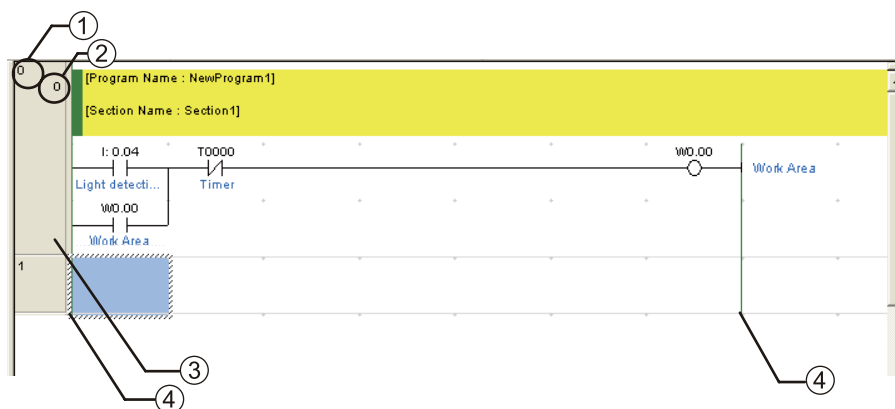 ①
②
0
0
[Program Name : NewProgram1]
[Section Name : Section1]
I: 0.04
T0000
W0.00
Work Area
Light detecti...
Timer
W0.00
Work Area
1
③
④
④